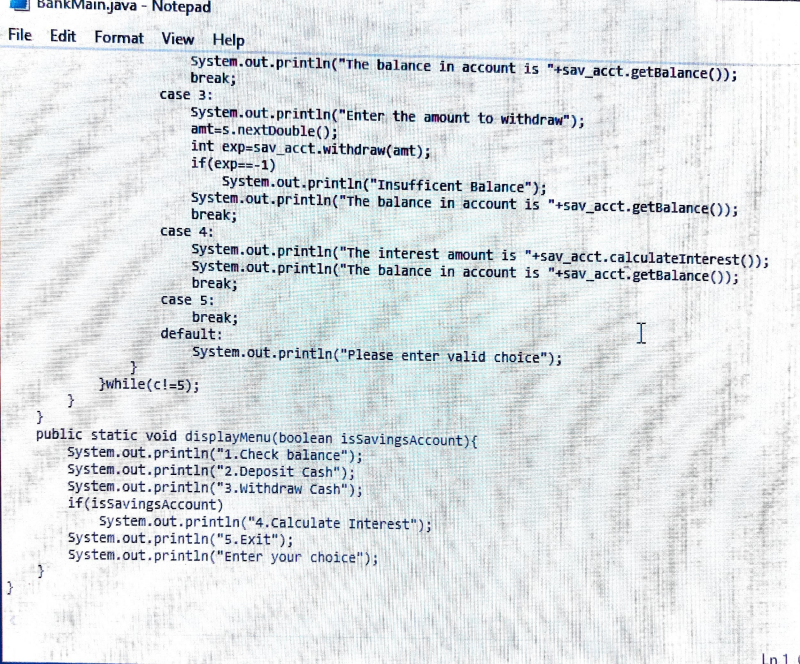 BankMain.java - Notepad
File Edit Format View Help
System.out.println("The balance in account is "+sav_acct.getBalance());
break;
case 3:
System.out.println("Enter the amount to withdraw");
amt=s.nextDouble();
int exp=sav_acct.withdraw(amt);
if(exp==-1)
System.out.println("Insufficent Balance");
System.out.println("The balance in account is "+sav_acct.getBalance());
break;
case 4:
System.out.println("The interest amount is "+sav_acct.calculateInterest());
System.out.println("The balance in account is "+sav_acct.getBalance());
break;
case 5:
break;
default:
System.out.println("Please enter valid choice");
}
}while(c!=5);
}
}
public static void displayMenu(boolean isSavingsAccount){
System.out.println("1.Check balance");
System.out.println("2.Deposit Cash");
System.out.println("3.Withdraw Cash");
if(isSavingsAccount)
System.out.println("4.Calculate Interest");
System.out.println("5.Exit");
System.out.println("Enter your choice");
}
}
Ln 1